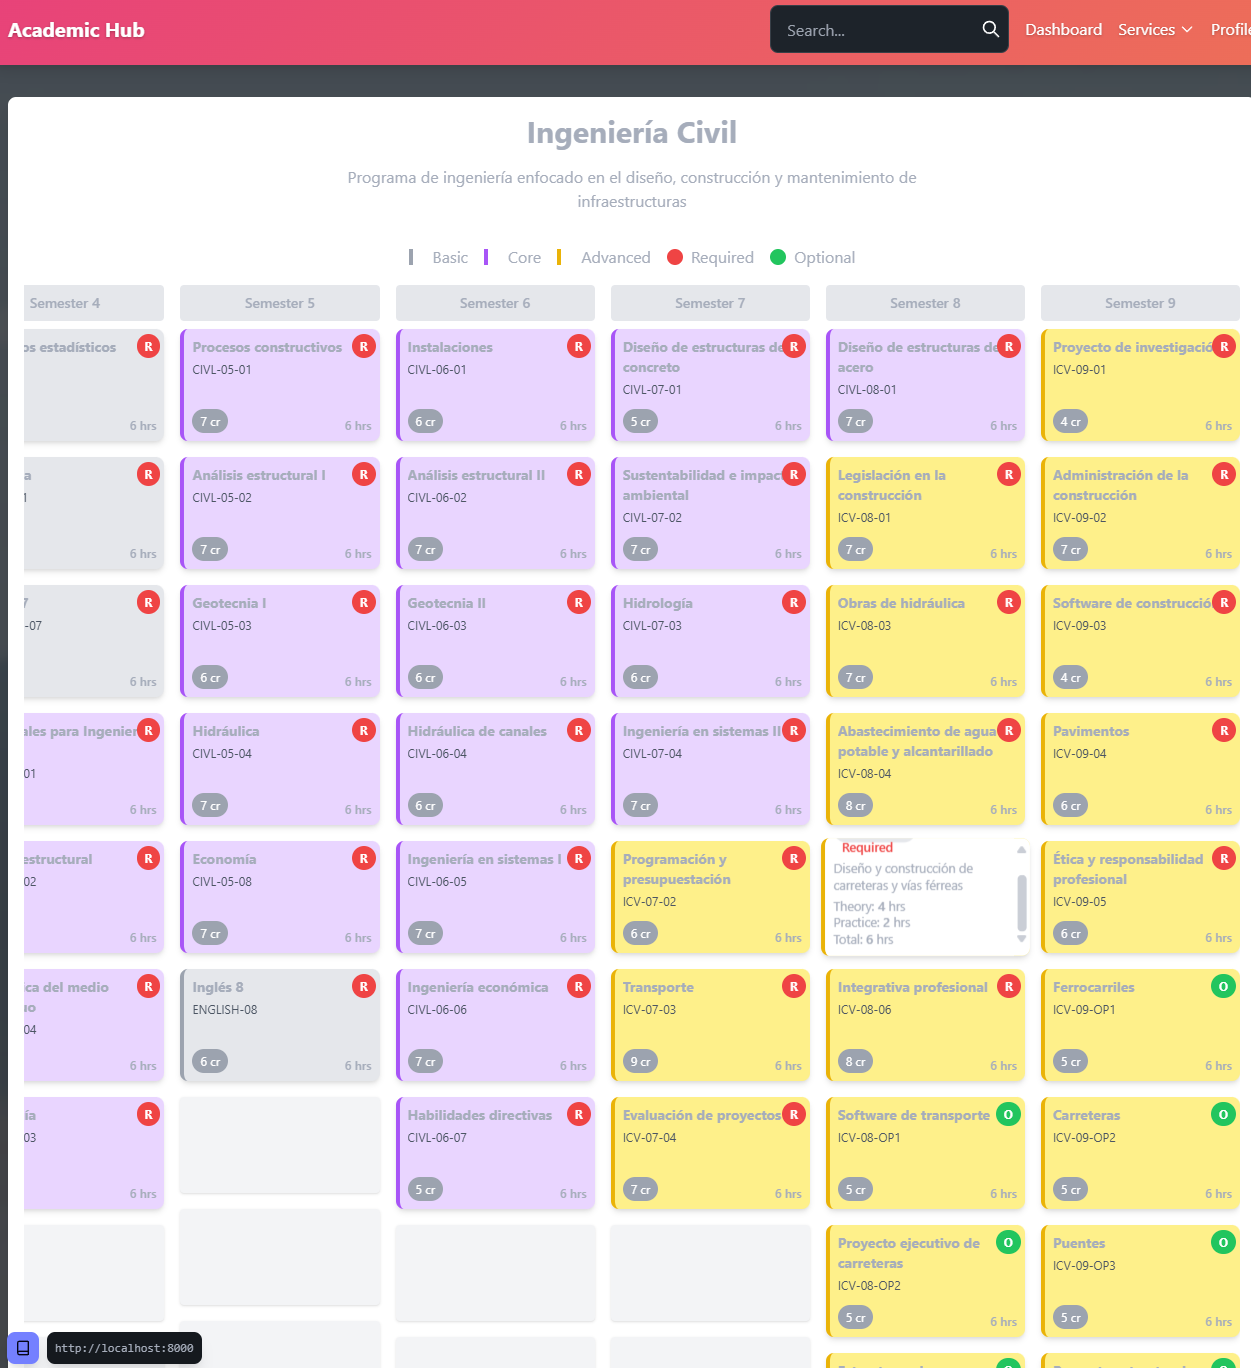 Academic Hub
Search...
Dashboard
Services
Profile
Ingeniería Civil
Programa de ingeniería enfocado en el diseño, construcción y mantenimiento de
infraestructuras
Basic
Core
Advanced
Required
Optional
Semester 4
Semester 5
Semester 6
Semester 7
Semester 8
Semester 9
os estadísticos
R
6 hrs
Procesos constructivos
R
CIVL-05-01
7 cr
6 hrs
Instalaciones
R
CIVL-06-01
6 cr
6 hrs
Diseño de estructuras de
R
concreto
CIVL-07-01
5 cr
6 hrs
Diseño de estructuras de
R
acero
CIVL-08-01
7 cr
6 hrs
Proyecto de investigació
R
ICV-09-01
4 cr
6 hrs
a
R
1
6 hrs
Análisis estructural I
R
CIVL-05-02
7 cr
6 hrs
Análisis estructural II
R
CIVL-06-02
7 cr
6 hrs
Sustentabilidad e impac
R
ambiental
CIVL-07-02
7 cr
6 hrs
Legislación en la
R
construcción
ICV-08-01
7 cr
6 hrs
Administración de la
R
construcción
ICV-09-02
7 cr
6 hrs
7
R
-07
6 hrs
Geotecnia I
R
CIVL-05-03
6 cr
6 hrs
Geotecnia II
R
CIVL-06-03
6 cr
6 hrs
Hidrología
R
CIVL-07-03
6 cr
6 hrs
Obras de hidráulica
R
ICV-08-03
7 cr
6 hrs
Software de construcció
R
ICV-09-03
4 cr
6 hrs
ales para Ingenier
R
01
6 hrs
Hidráulica
R
CIVL-05-04
7 cr
6 hrs
Hidráulica de canales
R
CIVL-06-04
6 cr
6 hrs
Ingeniería en sistemas II
R
CIVL-07-04
7 cr
6 hrs
Abastecimiento de agua
R
potable y alcantarillado
ICV-08-04
8 cr
6 hrs
Pavimentos
R
ICV-09-04
6 cr
6 hrs
estructural
R
02
6 hrs
Economía
R
CIVL-05-08
7 cr
6 hrs
Ingeniería en sistemas I
R
CIVL-06-05
7 cr
6 hrs
Programación y
R
presupuestación
ICV-07-02
6 cr
6 hrs
Required
Diseño y construcción de
carreteras y vías férreas
Theory: 4 hrs
Practice: 2 hrs
Total: 6 hrs
Ética y responsabilidad
R
profesional
ICV-09-05
6 cr
6 hrs
ca del medio
R
uo
04
6 hrs
Inglés 8
R
ENGLISH-08
6 cr
6 hrs
Ingeniería económica
R
CIVL-06-06
7 cr
6 hrs
Transporte
R
ICV-07-03
9 cr
6 hrs
Integrativa profesional
R
ICV-08-06
8 cr
6 hrs
Ferrocarriles
O
ICV-09-OP1
5 cr
6 hrs
ía
R
03
6 hrs
Habilidades directivas
R
CIVL-06-07
5 cr
6 hrs
Evaluación de proyectos
R
ICV-07-04
7 cr
6 hrs
Software de transporte
O
ICV-08-OP1
5 cr
6 hrs
Carreteras
O
ICV-09-OP2
5 cr
6 hrs
Proyecto ejecutivo de
O
carreteras
ICV-08-OP2
5 cr
6 hrs
Puentes
O
ICV-09-OP3
5 cr
6 hrs
http://localhost:8000